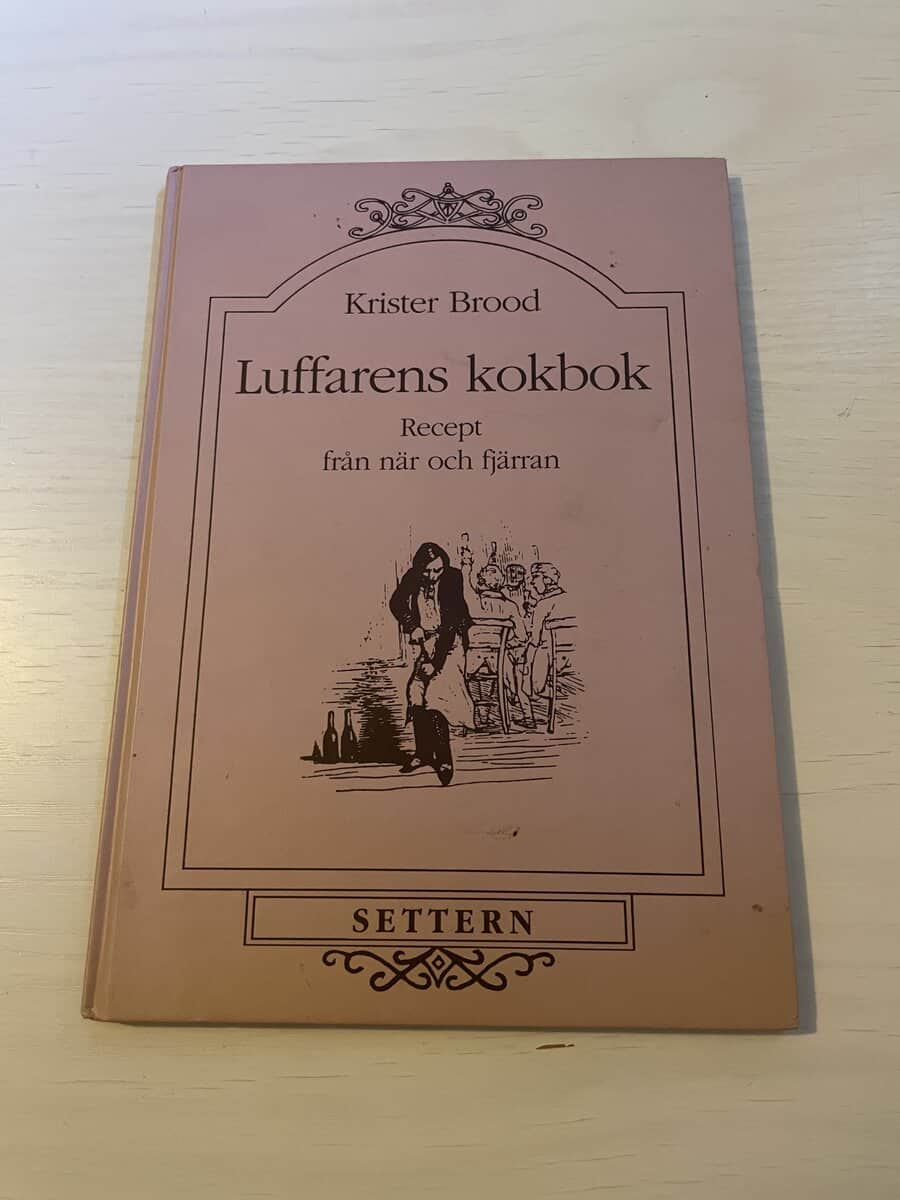 Krister Brood
Luffarens kokbok
Recept
från när och fjärran
SETTERN